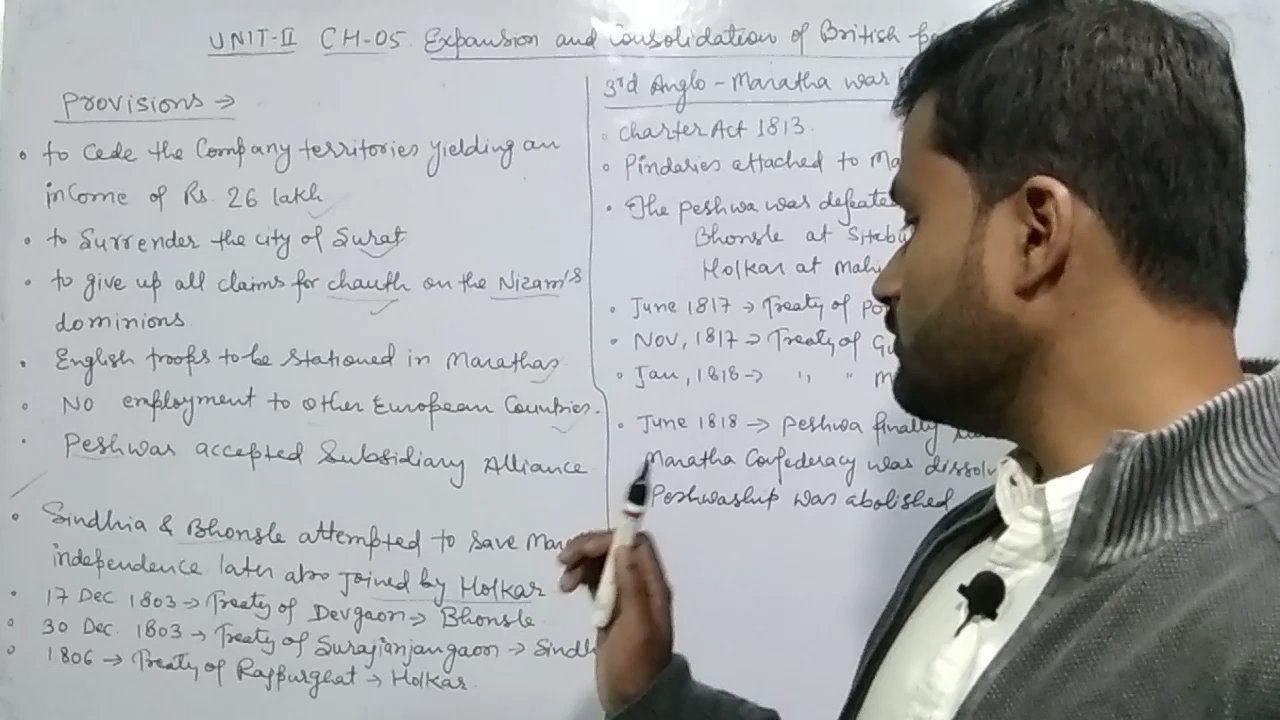 UNIT-II CH-05 Expansion and Consolidation of British
Provisions →
• to cede the Company territories yielding an
income of Rs. 26 lakh.
• to Surrender the city of Surat
• to give up all claims for chauth on the Nizam's
dominions.
• English troops to be stationed in Marathas
• No employment to other European Countries.
• Peshwas accepted Subsidiary Alliance
• Sindhia & Bhonsle attempted to save
independence later also joined by Holkar
• 17 Dec 1803 → Treaty of Devgaon → Bhonsle
• 30 Dec. 1803 → Treaty of Surajianjangaon → Sindh
• 1806 → Treaty of Rajpurghat → Holkar.
3rd Anglo - Maratha war
• Charter Act 1813.
• Pindaries attached to Ma
• The Peshwa was defeate
Bhonsle at Sitabu
Holkar at Mah
• June 1817 → Treaty of Po
• Nov, 1817 → Treaty of G
• Jan, 1818 → " " M
• June 1818 → Peshwa finally
Maratha Confederacy was dissol
Peshwaship was abolished